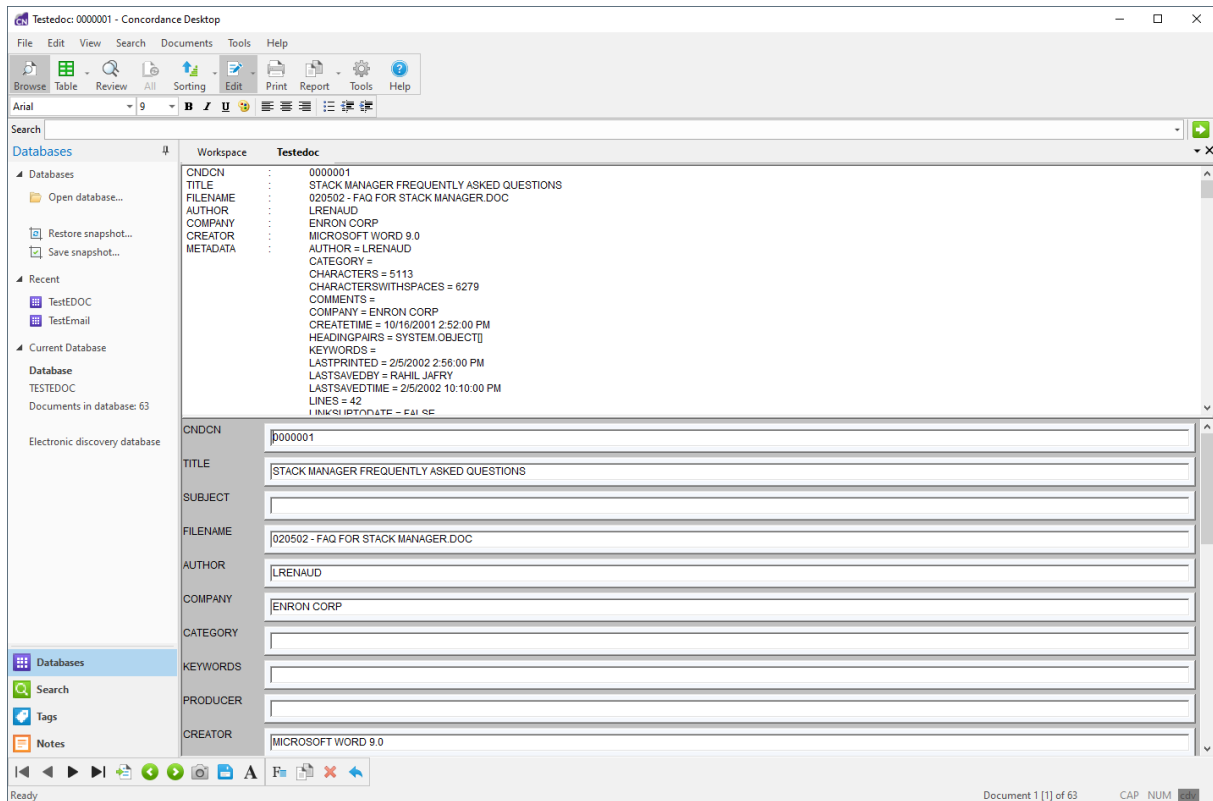 Testedoc: 0000001 - Concordance Desktop
File Edit View Search Documents Tools Help
Browse Table Review All Sorting Edit Print Report Tools Help
Arial 9 B I U
Search
Databases
Workspace Testedoc
Databases
Open database...
Restore snapshot...
Save snapshot...
Recent
TestEDOC
TestEmail
Current Database
Database
TESTEDOC
Documents in database: 63
Electronic discovery database
Databases
Search
Tags
Notes
CNDCN : 0000001
TITLE : STACK MANAGER FREQUENTLY ASKED QUESTIONS
FILENAME : 020502 - FAQ FOR STACK MANAGER.DOC
AUTHOR : LRENAUD
COMPANY : ENRON CORP
CREATOR : MICROSOFT WORD 9.0
METADATA : AUTHOR = LRENAUD
CATEGORY =
CHARACTERS = 5113
CHARACTERSWITHSPACES = 6279
COMMENTS =
COMPANY = ENRON CORP
CREATETIME = 10/16/2001 2:52:00 PM
HEADINGPAIRS = SYSTEM.OBJECT[]
KEYWORDS =
LASTPRINTED = 2/5/2002 2:56:00 PM
LASTSAVEDBY = RAHIL JAFRY
LASTSAVEDTIME = 2/5/2002 10:10:00 PM
LINES = 42
LINKSUPTODATE = FALSE
CNDCN 0000001
TITLE STACK MANAGER FREQUENTLY ASKED QUESTIONS
SUBJECT
FILENAME 020502 - FAQ FOR STACK MANAGER.DOC
AUTHOR LRENAUD
COMPANY ENRON CORP
CATEGORY
KEYWORDS
PRODUCER
CREATOR MICROSOFT WORD 9.0
Ready
Document 1 [1] of 63 CAP NUM cdv